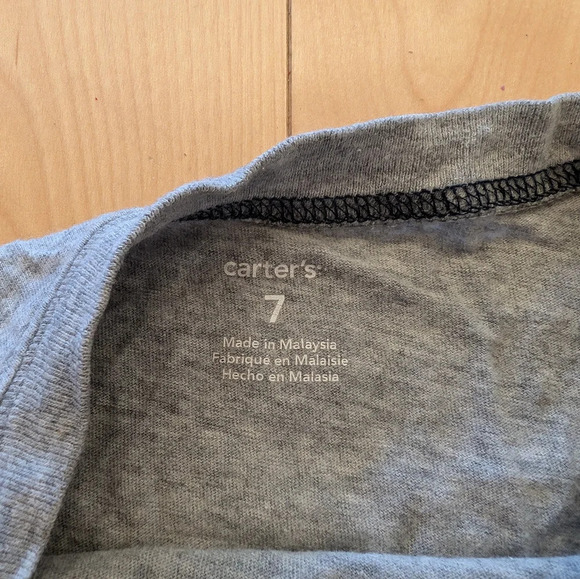 carter's
7
Made in Malaysia
Fabriqué en Malaisie
Hecho en Malasia